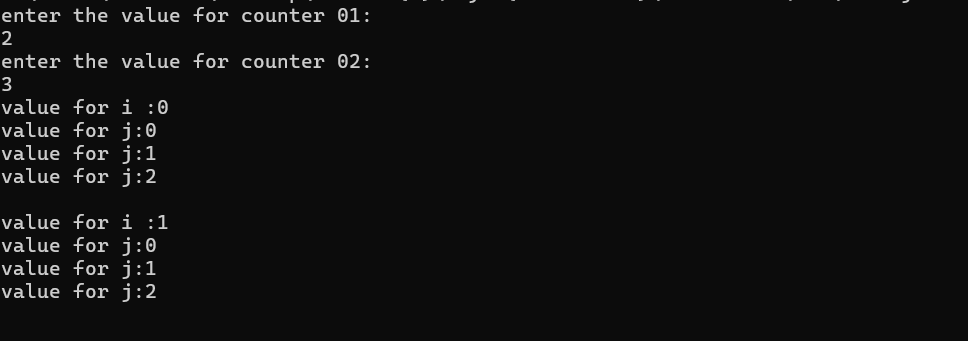 enter the value for counter 01:
2
enter the value for counter 02:
3
value for i :0
value for j:0
value for j:1
value for j:2
value for i :1
value for j:0
value for j:1
value for j:2